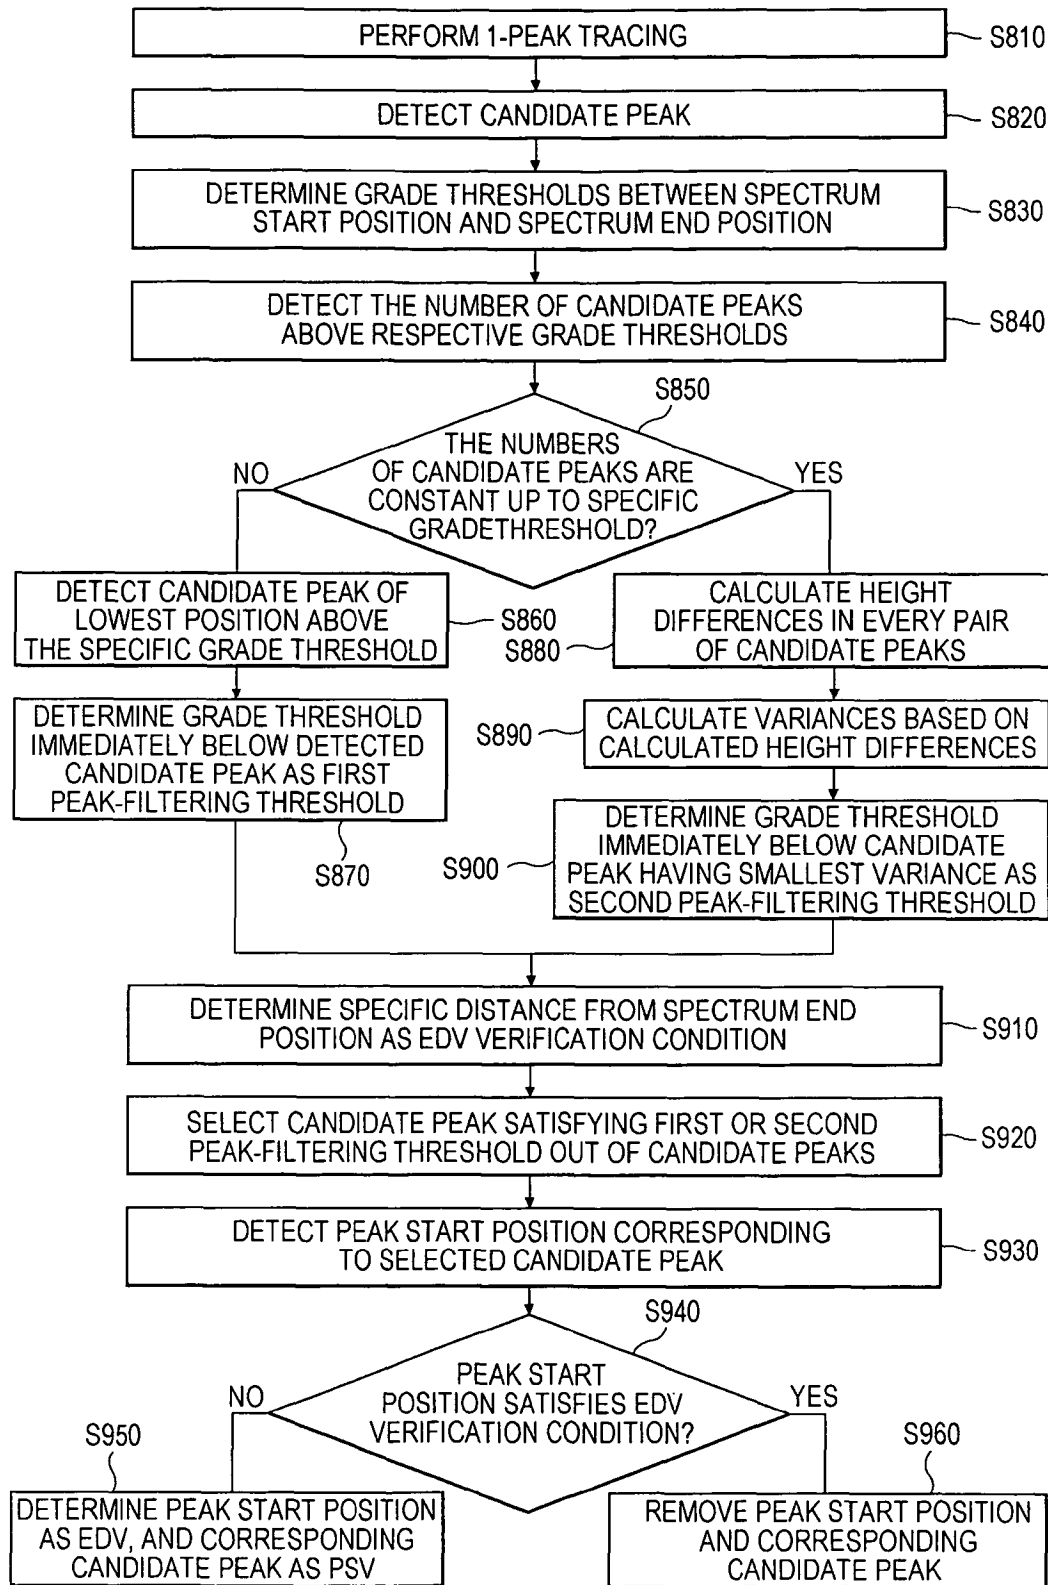 PERFORM 1-PEAK TRACING
S810
DETECT CANDIDATE PEAK
S820
DETERMINE GRADE THRESHOLDS BETWEEN SPECTRUM
START POSITION AND SPECTRUM END POSITION
S830
DETECT THE NUMBER OF CANDIDATE PEAKS
ABOVE RESPECTIVE GRADE THRESHOLDS
S840
S850
THE NUMBERS
OF CANDIDATE PEAKS ARE
CONSTANT UP TO SPECIFIC
GRADETHRESHOLD?
NO
YES
DETECT CANDIDATE PEAK OF
LOWEST POSITION ABOVE
THE SPECIFIC GRADE THRESHOLD
S860
DETERMINE GRADE THRESHOLD
IMMEDIATELY BELOW DETECTED
CANDIDATE PEAK AS FIRST
PEAK-FILTERING THRESHOLD
S870
S880
CALCULATE HEIGHT
DIFFERENCES IN EVERY PAIR
OF CANDIDATE PEAKS
S890
CALCULATE VARIANCES BASED ON
CALCULATED HEIGHT DIFFERENCES
S900
DETERMINE GRADE THRESHOLD
IMMEDIATELY BELOW CANDIDATE
PEAK HAVING SMALLEST VARIANCE AS
SECOND PEAK-FILTERING THRESHOLD
DETERMINE SPECIFIC DISTANCE FROM SPECTRUM END
POSITION AS EDV VERIFICATION CONDITION
S910
SELECT CANDIDATE PEAK SATISFYING FIRST OR SECOND
PEAK-FILTERING THRESHOLD OUT OF CANDIDATE PEAKS
S920
DETECT PEAK START POSITION CORRESPONDING
TO SELECTED CANDIDATE PEAK
S930
S940
PEAK START
POSITION SATISFIES EDV
VERIFICATION CONDITION?
NO
YES
S950
DETERMINE PEAK START POSITION
AS EDV, AND CORRESPONDING
CANDIDATE PEAK AS PSV
S960
REMOVE PEAK START POSITION
AND CORRESPONDING
CANDIDATE PEAK